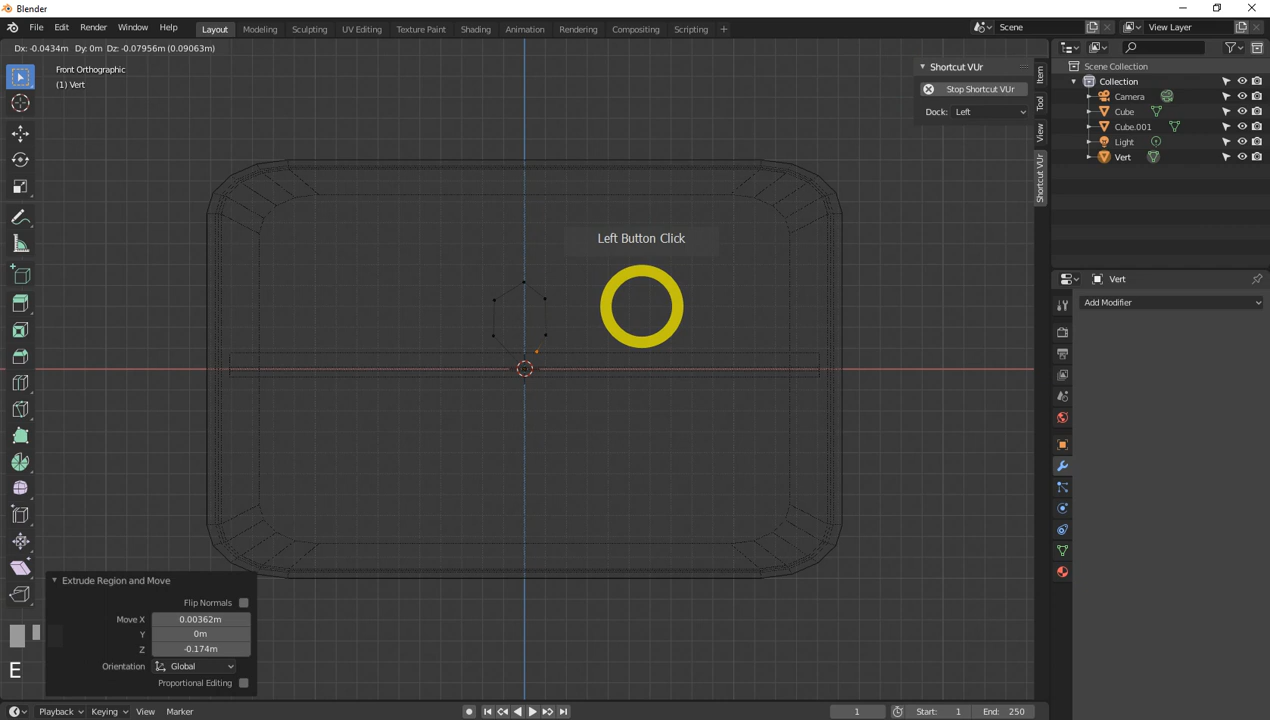 Blender
File Edit Render Window Help Layout Modeling Sculpting UV Editing Texture Paint Shading Animation Rendering Compositing Scripting + Scene View Layer
Dx: -0.0434m Dy: 0m Dz: -0.07956m (0.09063m)
Front Orthographic
(1) Vert
Shortcut VUr
Stop Shortcut VUr
Dock: Left
Item
Tool
View
Shortcut VUr
Scene Collection
Collection
Camera
Cube
Cube.001
Light
Vert
Left Button Click
Vert
Add Modifier
Extrude Region and Move
Flip Normals
Move X 0.00362m
Y 0m
Z -0.174m
Orientation Global
Proportional Editing
E
Playback Keying View Marker 1 Start: 1 End: 250